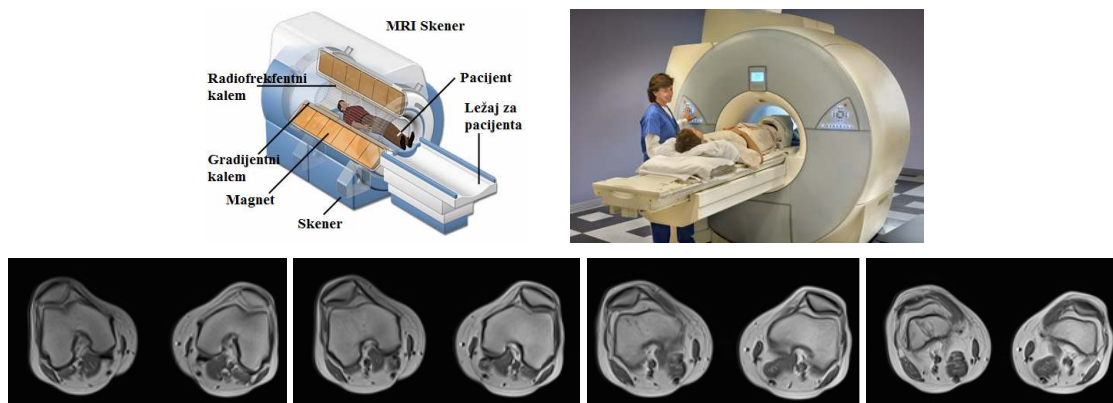 MRI Skener
Radiofrekfentni
kalem
Pacijent
Ležaj za
pacijenta
Gradijentni
kalem
Magnet
Skener